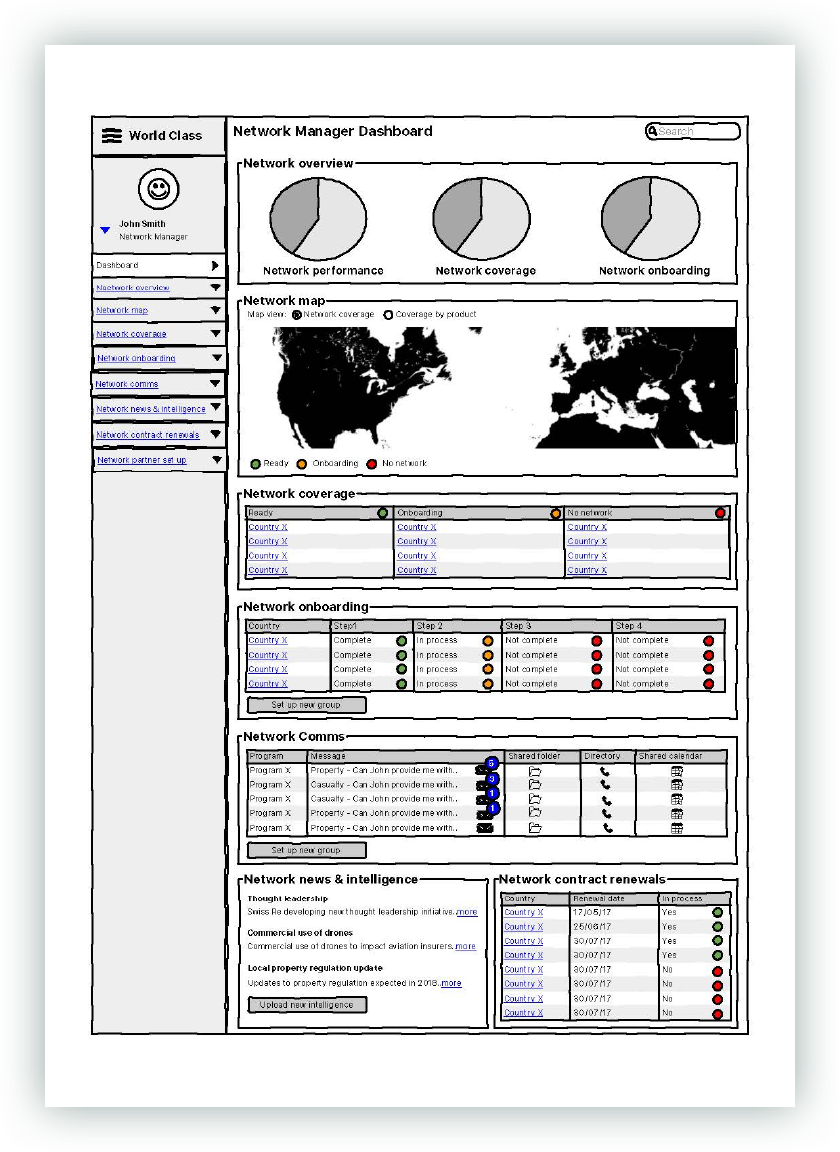 World Class
Network Manager Dashboard
Search
John Smith
Network Manager
Dashboard
Naetwork overview
Network map
Network coverage
Network onboarding
Network comms
Network news & intelligence
Network contract renewals
Network partner set up
Network overview
Network performance Network coverage Network onboarding
Network map
Map view: Network coverage Coverage by product
Ready Onboarding No network
Network coverage
Ready Onboarding No network
Country X Country X Country X
Country X Country X Country X
Country X Country X Country X
Country X Country X Country X
Network onboarding
Country Step1 Step 2 Step 3 Step 4
Country X Complete In process Not complete Not complete
Country X Complete In process Not complete Not complete
Country X Complete In process Not complete Not complete
Country X Complete In process Not complete Not complete
Set up new group
Network Comms
Program Message Shared folder Directory Shared calendar
Program X Property - Can John provide me with.. 5
Program X Casualty - Can John provide me with.. 3
Program X Casualty - Can John provide me with.. 1
Program X Property - Can John provide me with.. 1
Program X Property - Can John provide me with..
Set up new group
Network news & intelligence
Thought leadership
Swiss Re developing new thought leadership initiative..more
Commercial use of drones
Commercial use of drones to impact aviation insurers..more
Local property regulation update
Updates to property regulation expected in 2018..more
Upload new intelligence
Network contract renewals
Country Renewal date In process
Country X 17/05/17 Yes
Country X 25/06/17 Yes
Country X 30/07/17 Yes
Country X 30/07/17 Yes
Country X 30/07/17 No
Country X 30/07/17 No
Country X 30/07/17 No
Country X 30/07/17 No